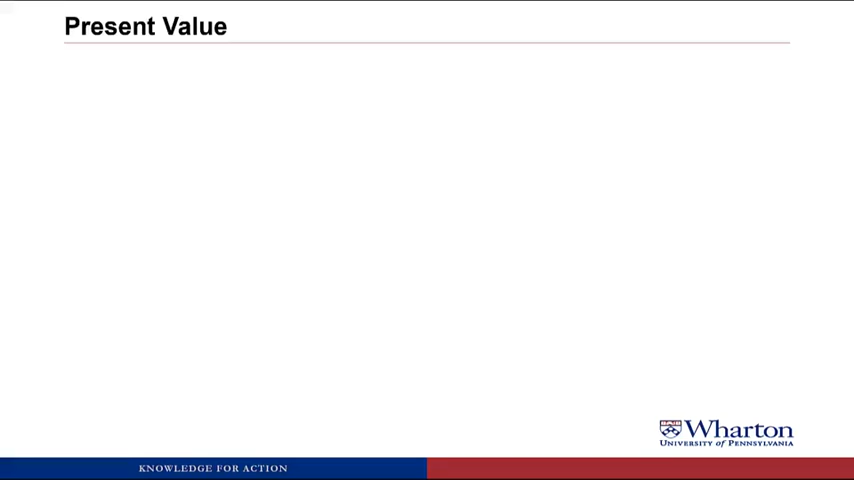 Present Value
Wharton
UNIVERSITY of PENNSYLVANIA
KNOWLEDGE FOR ACTION